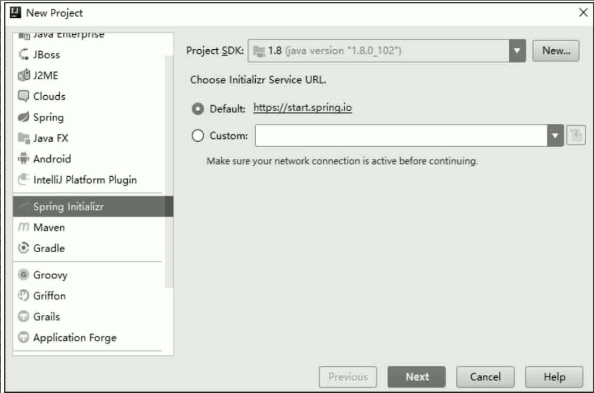 New Project
Java Enterprise
JBoss
J2ME
Clouds
Spring
Java FX
Android
IntelliJ Platform Plugin
Spring Initializr
Maven
Gradle
Groovy
Griffon
Grails
Application Forge
Project SDK: 1.8 (java version "1.8.0_102") New...
Choose Initializr Service URL.
Default: https://start.spring.io
Custom:
Make sure your network connection is active before continuing.
Previous Next Cancel Help